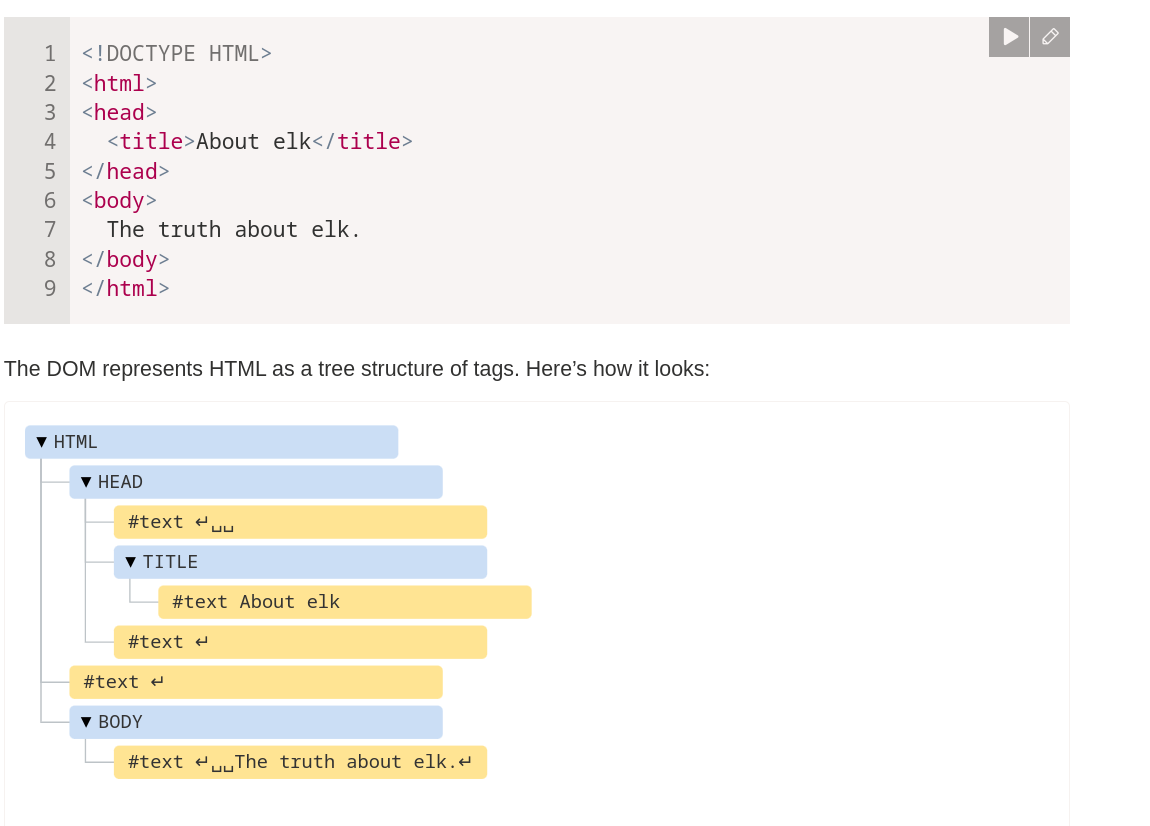 1 <!DOCTYPE HTML>
2 <html>
3 <head>
4   <title>About elk</title>
5 </head>
6 <body>
7   The truth about elk.
8 </body>
9 </html>
The DOM represents HTML as a tree structure of tags. Here’s how it looks:
▼ HTML
▼ HEAD
#text ↵␣␣
▼ TITLE
#text About elk
#text ↵
#text ↵
▼ BODY
#text ↵␣␣The truth about elk.↵